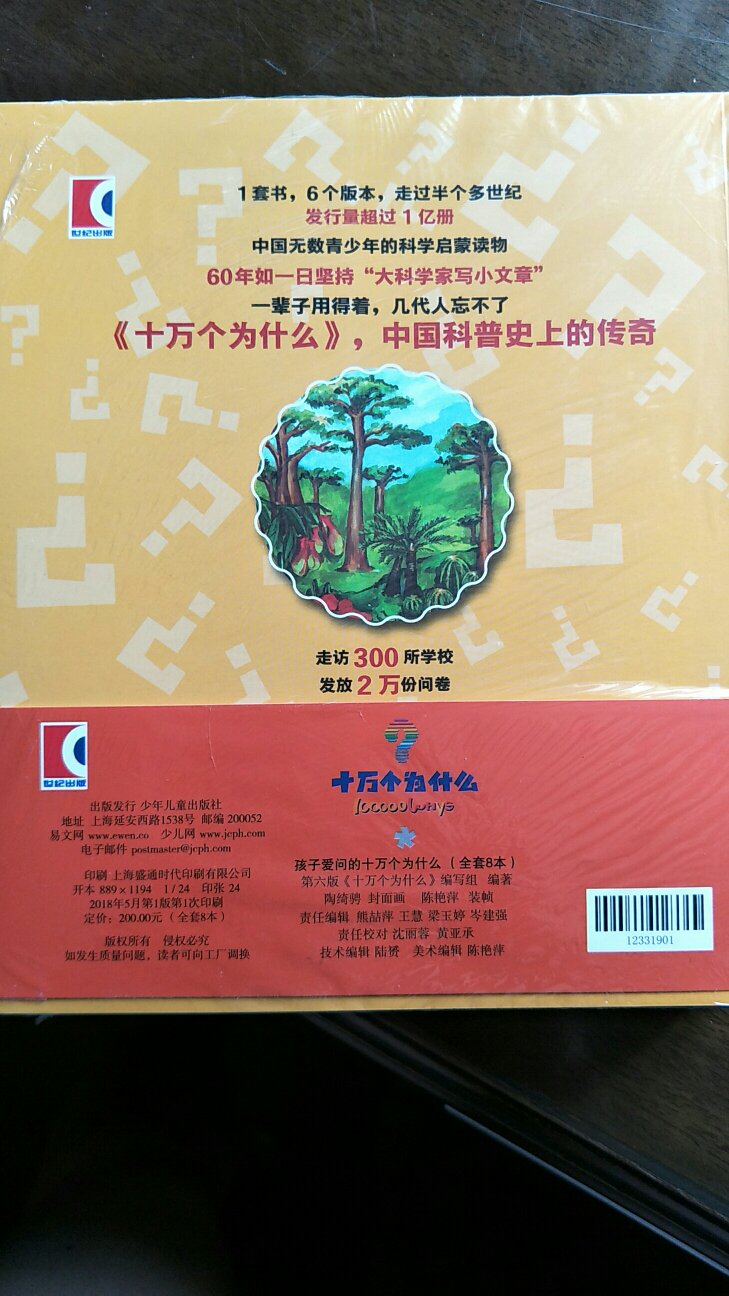 世纪出版
1套书，6个版本，走过半个多世纪
发行量超过1亿册
中国无数青少年的科学启蒙读物
60年如一日坚持“大科学家写小文章”
一辈子用得着，几代人忘不了
《十万个为什么》，中国科普史上的传奇
走访300所学校
发放2万份问卷
世纪出版
出版发行 少年儿童出版社
地址 上海延安西路1538号 邮编 200052
易文网 www.ewen.co 少儿网 www.jcph.com
电子邮件 postmaster@jcph.com
印刷 上海盛通时代印刷有限公司
开本 889×1194 1/24 印张 24
2018年5月第1版第1次印刷
定价：200.00元（全套8本）
版权所有 侵权必究
如发生质量问题，读者可向工厂调换
十万个为什么
100000 whys
孩子爱问的十万个为什么（全套8本）
第六版《十万个为什么》编写组 编著
陶绮骋 封面画 陈艳萍 装帧
责任编辑 熊喆萍 王慧 梁玉婷 岑建强
责任校对 沈丽蓉 黄亚承
技术编辑 陆赟 美术编辑 陈艳萍
12331901